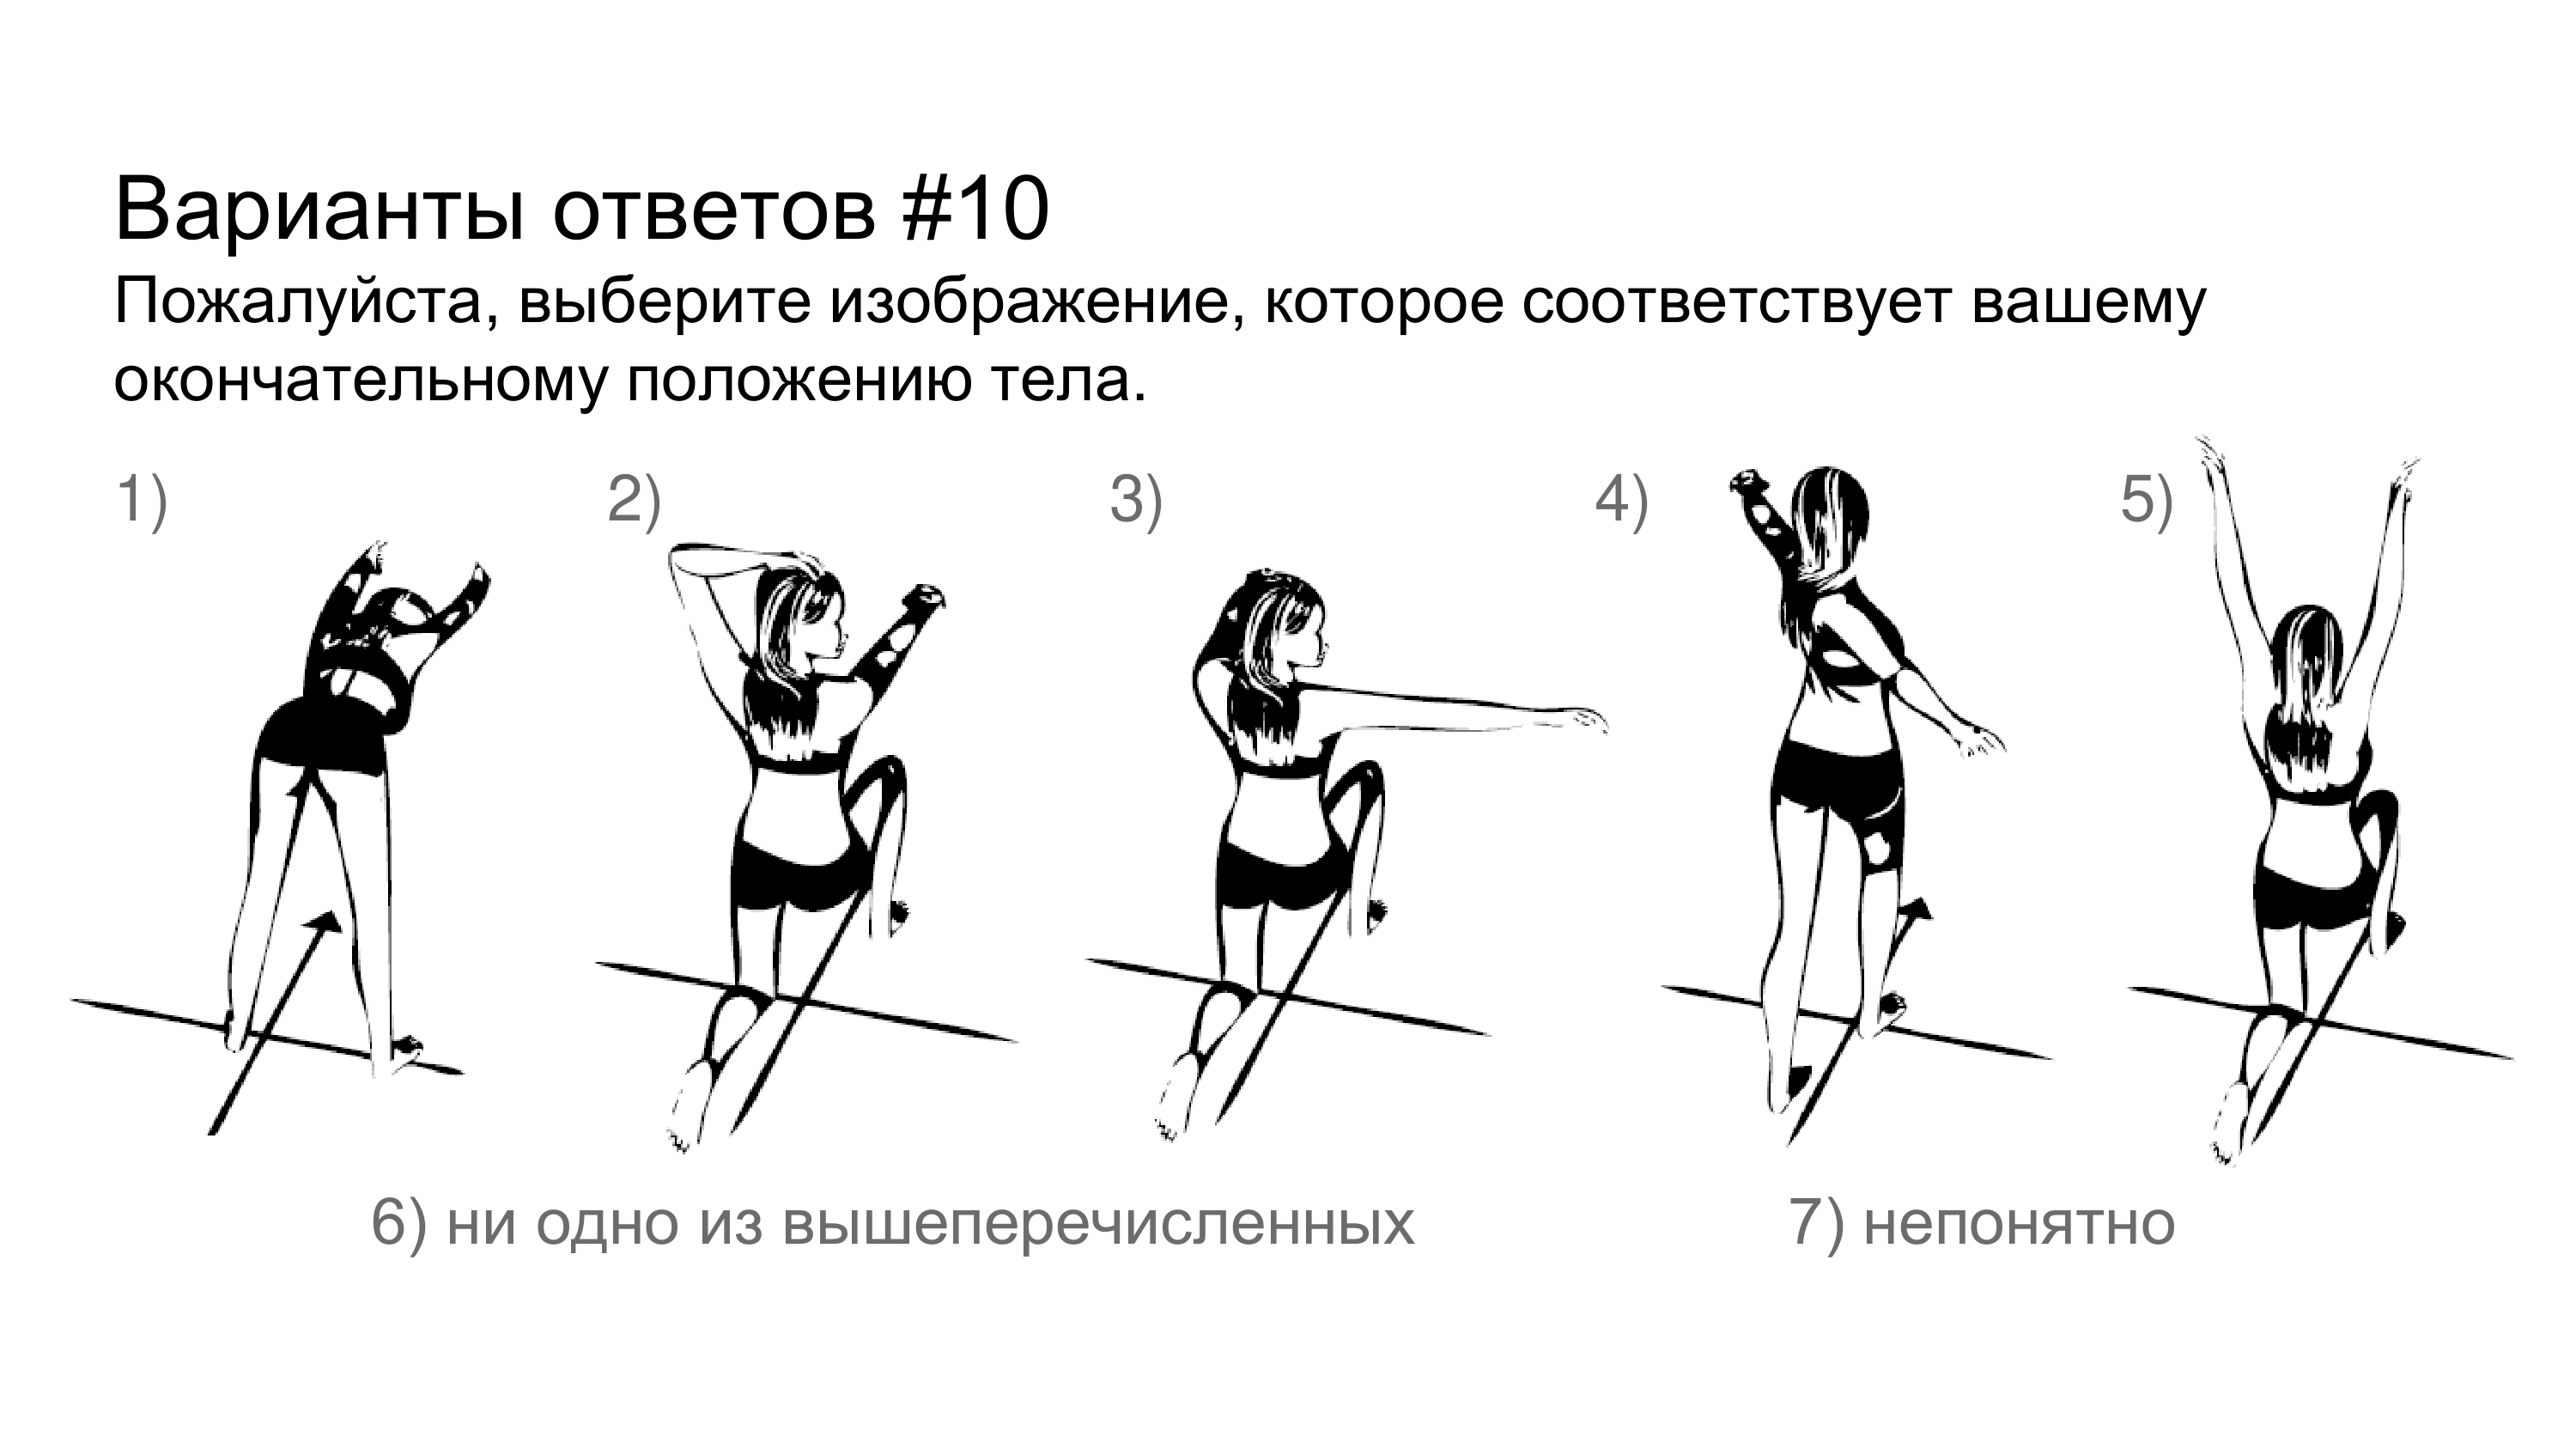 Варианты ответов #10
Пожалуйста, выберите изображение, которое соответствует вашему
окончательному положению тела.
1) 2) 3) 4) 5)
6) ни одно из вышеперечисленных 7) непонятно